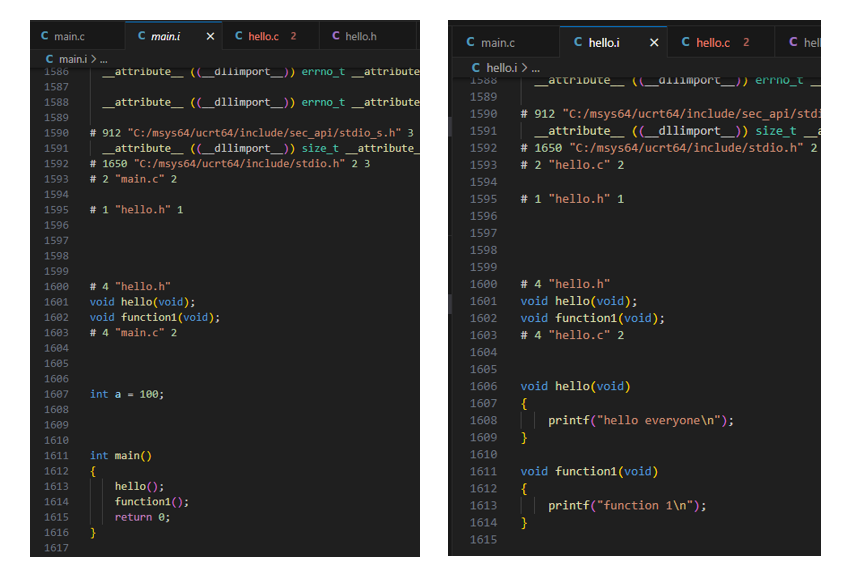 main.c
main.i
hello.c 2
hello.h
main.i > ...
1586 __attribute__ ((__dllimport__)) errno_t __attribute
1587
1588 __attribute__ ((__dllimport__)) errno_t __attribute
1589
1590 # 912 "C:/msys64/ucrt64/include/sec_api/stdio_s.h" 3
1591 __attribute__ ((__dllimport__)) size_t __attribute_
1592 # 1650 "C:/msys64/ucrt64/include/stdio.h" 2 3
1593 # 2 "main.c" 2
1594
1595 # 1 "hello.h" 1
1596
1597
1598
1599
1600 # 4 "hello.h"
1601 void hello(void);
1602 void function1(void);
1603 # 4 "main.c" 2
1604
1605
1606
1607 int a = 100;
1608
1609
1610
1611 int main()
1612 {
1613 hello();
1614 function1();
1615 return 0;
1616 }
1617
main.c
hello.i
hello.c 2
hel
hello.i > ...
1588 __attribute__ ((__dllimport__)) errno_t
1589
1590 # 912 "C:/msys64/ucrt64/include/sec_api/stdi
1591 __attribute__ ((__dllimport__)) size_t __a
1592 # 1650 "C:/msys64/ucrt64/include/stdio.h" 2
1593 # 2 "hello.c" 2
1594
1595 # 1 "hello.h" 1
1596
1597
1598
1599
1600 # 4 "hello.h"
1601 void hello(void);
1602 void function1(void);
1603 # 4 "hello.c" 2
1604
1605
1606 void hello(void)
1607 {
1608 printf("hello everyone\n");
1609 }
1610
1611 void function1(void)
1612 {
1613 printf("function 1\n");
1614 }
1615